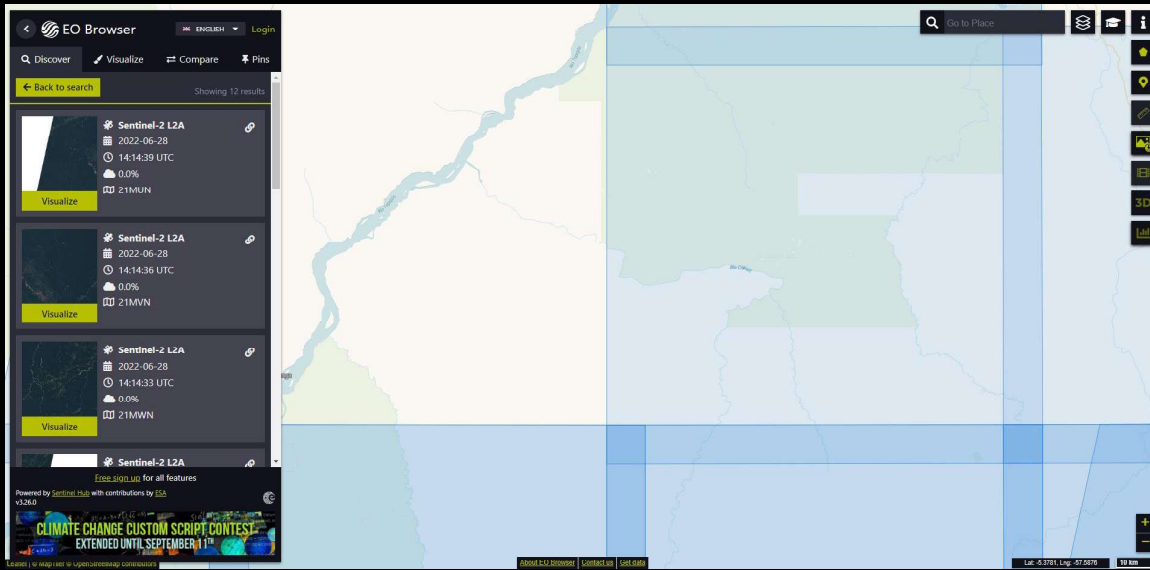 EO Browser
ENGLISH
Login
Go to Place
Discover
Visualize
Compare
Pins
Back to search
Showing 12 results
Sentinel-2 L2A
2022-06-28
14:14:39 UTC
0.0%
21MUN
Visualize
Sentinel-2 L2A
2022-06-28
14:14:36 UTC
0.0%
21MVN
Visualize
Sentinel-2 L2A
2022-06-28
14:14:33 UTC
0.0%
21MWN
Visualize
Sentinel-2 L2A
3D
Free sign up for all features
Powered by Sentinel Hub with contributions by ESA
v3.26.0
CLIMATE CHANGE CUSTOM SCRIPT CONTEST-
EXTENDED UNTIL SEPTEMBER 11TH
Leaflet | © MapTiler © OpenStreetMap contributors
About EO Browser | Contact us | Get data
Lat: -5.3781, Lng: -57.5876
10 km